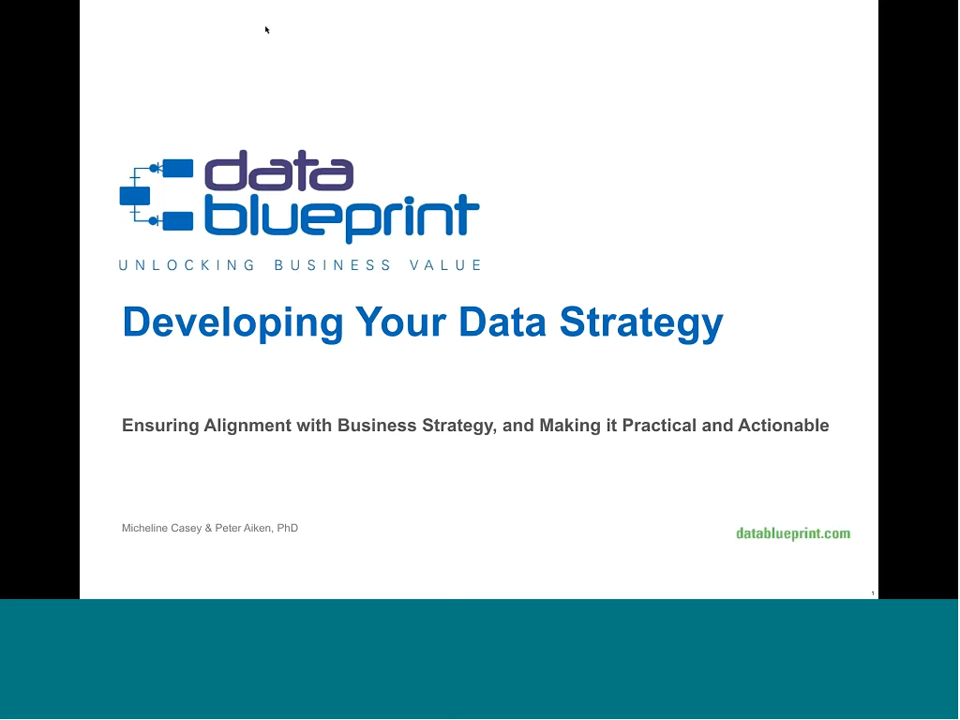 data
blueprint
UNLOCKING BUSINESS VALUE
Developing Your Data Strategy
Ensuring Alignment with Business Strategy, and Making it Practical and Actionable
Micheline Casey & Peter Aiken, PhD
datablueprint.com
1